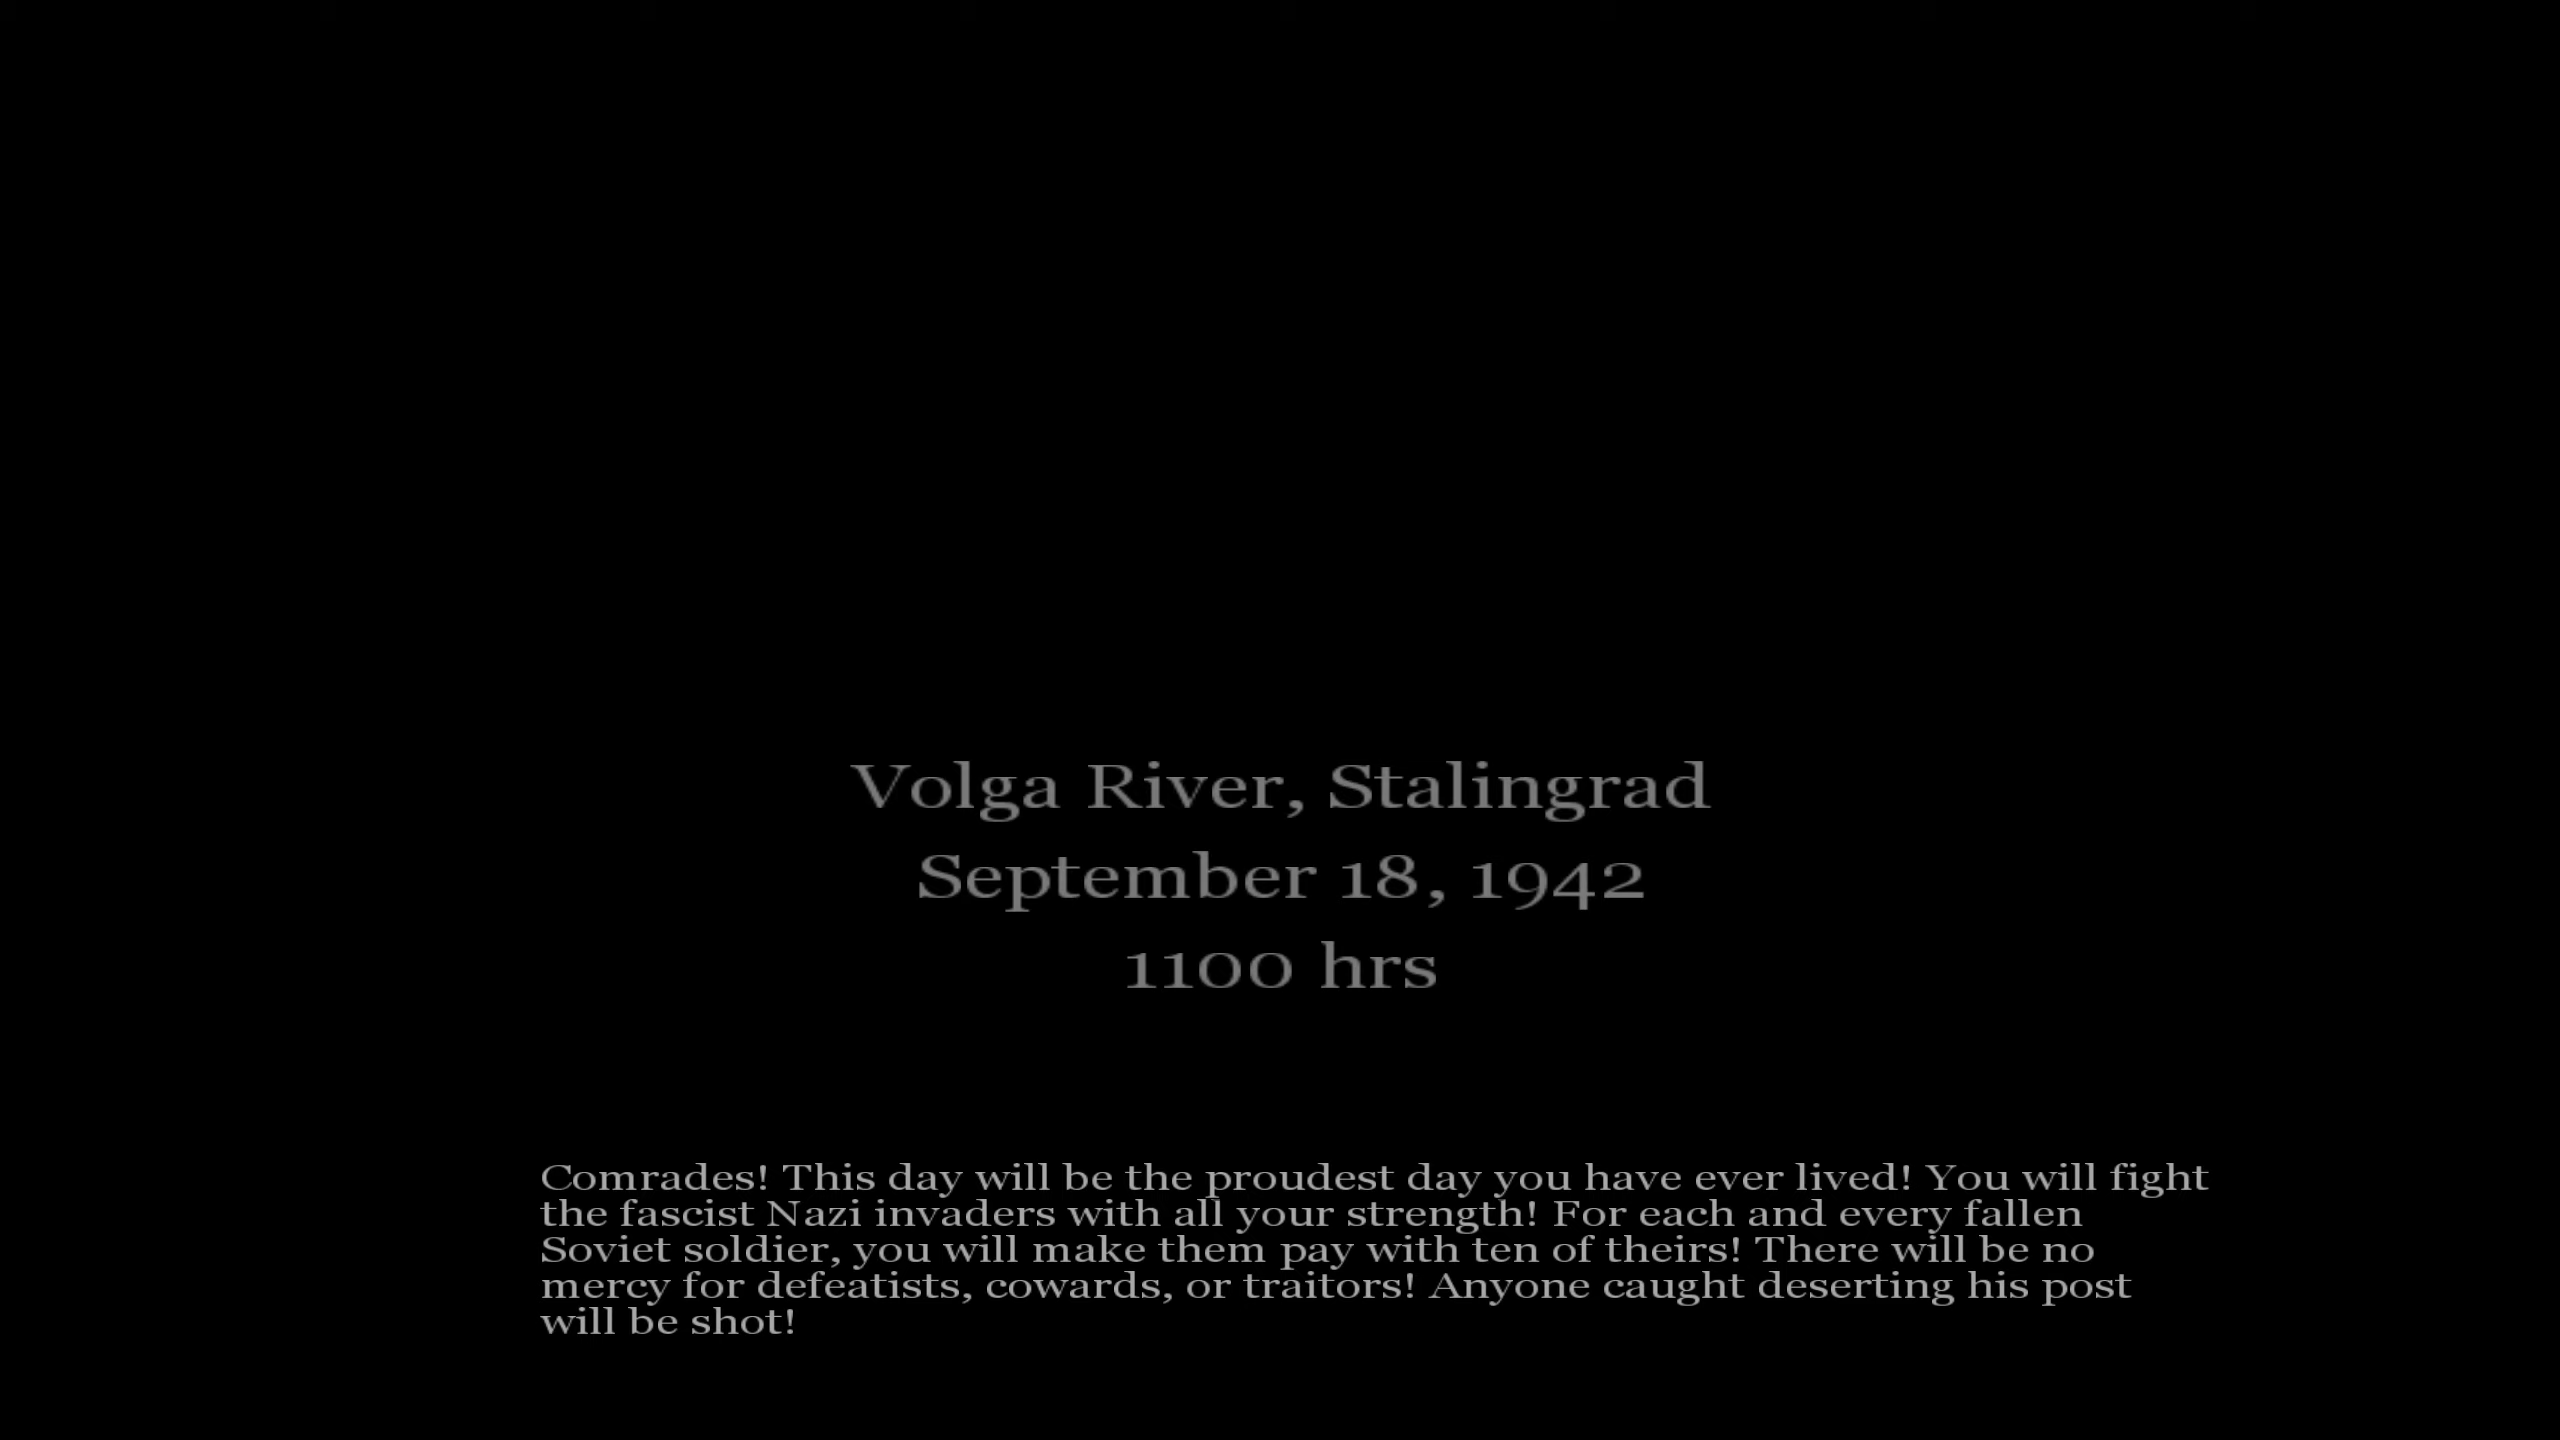 Volga River, Stalingrad
September 18, 1942
1100 hrs
Comrades! This day will be the proudest day you have ever lived! You will fight
the fascist Nazi invaders with all your strength! For each and every fallen
Soviet soldier, you will make them pay with ten of theirs! There will be no
mercy for defeatists, cowards, or traitors! Anyone caught deserting his post
will be shot!